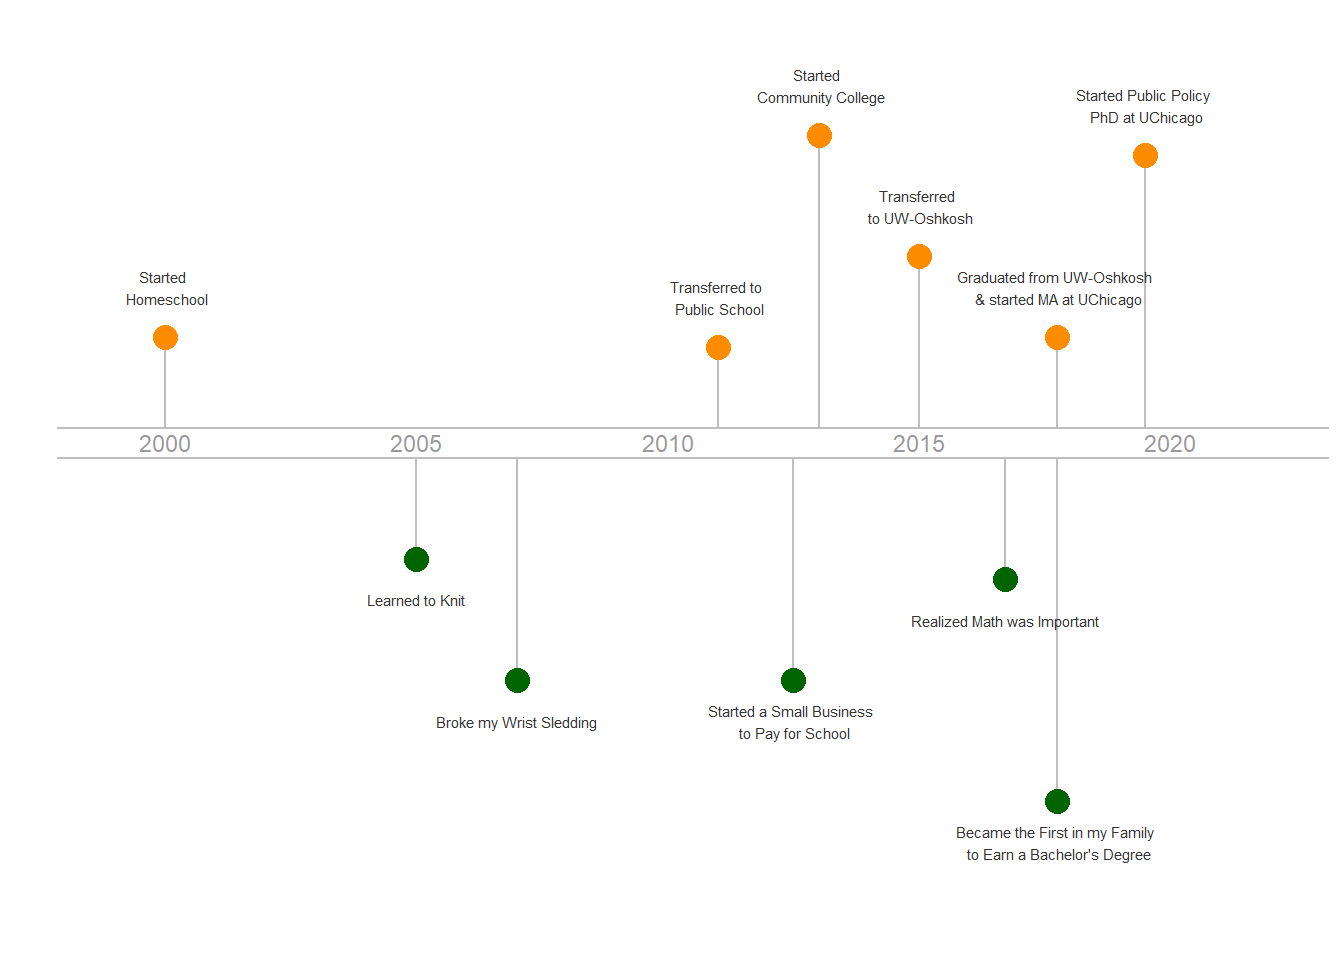 Started
Community College
Started Public Policy
PhD at UChicago
Transferred
to UW-Oshkosh
Started
Homeschool
Transferred to
Public School
Graduated from UW-Oshkosh
& started MA at UChicago
2000
2005
2010
2015
2020
Learned to Knit
Realized Math was Important
Broke my Wrist Sledding
Started a Small Business
to Pay for School
Became the First in my Family
to Earn a Bachelor's Degree